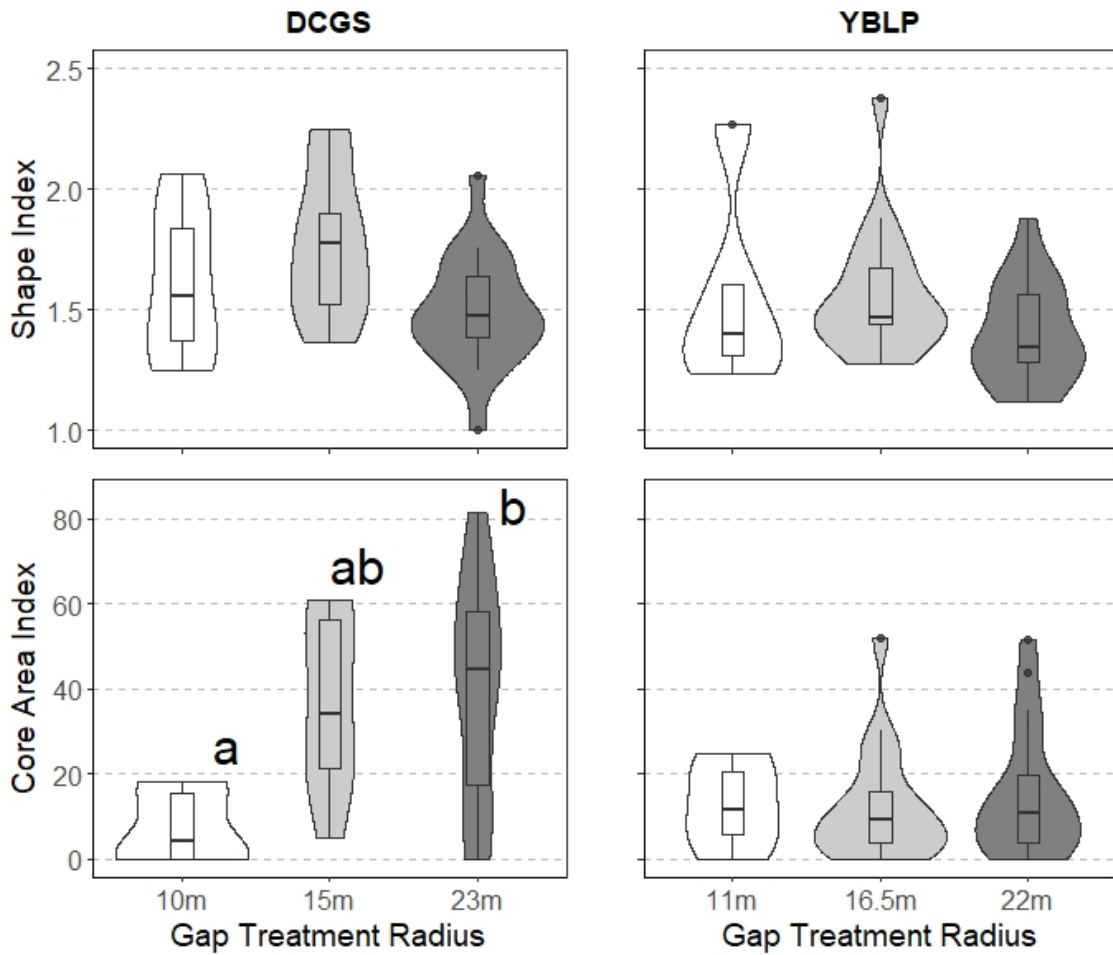 DCGS YBLP
2.5
2.0
1.5
1.0
Shape Index
80
60
40
20
0
Core Area Index
a
ab
b
10m 15m 23m 11m 16.5m 22m
Gap Treatment Radius Gap Treatment Radius